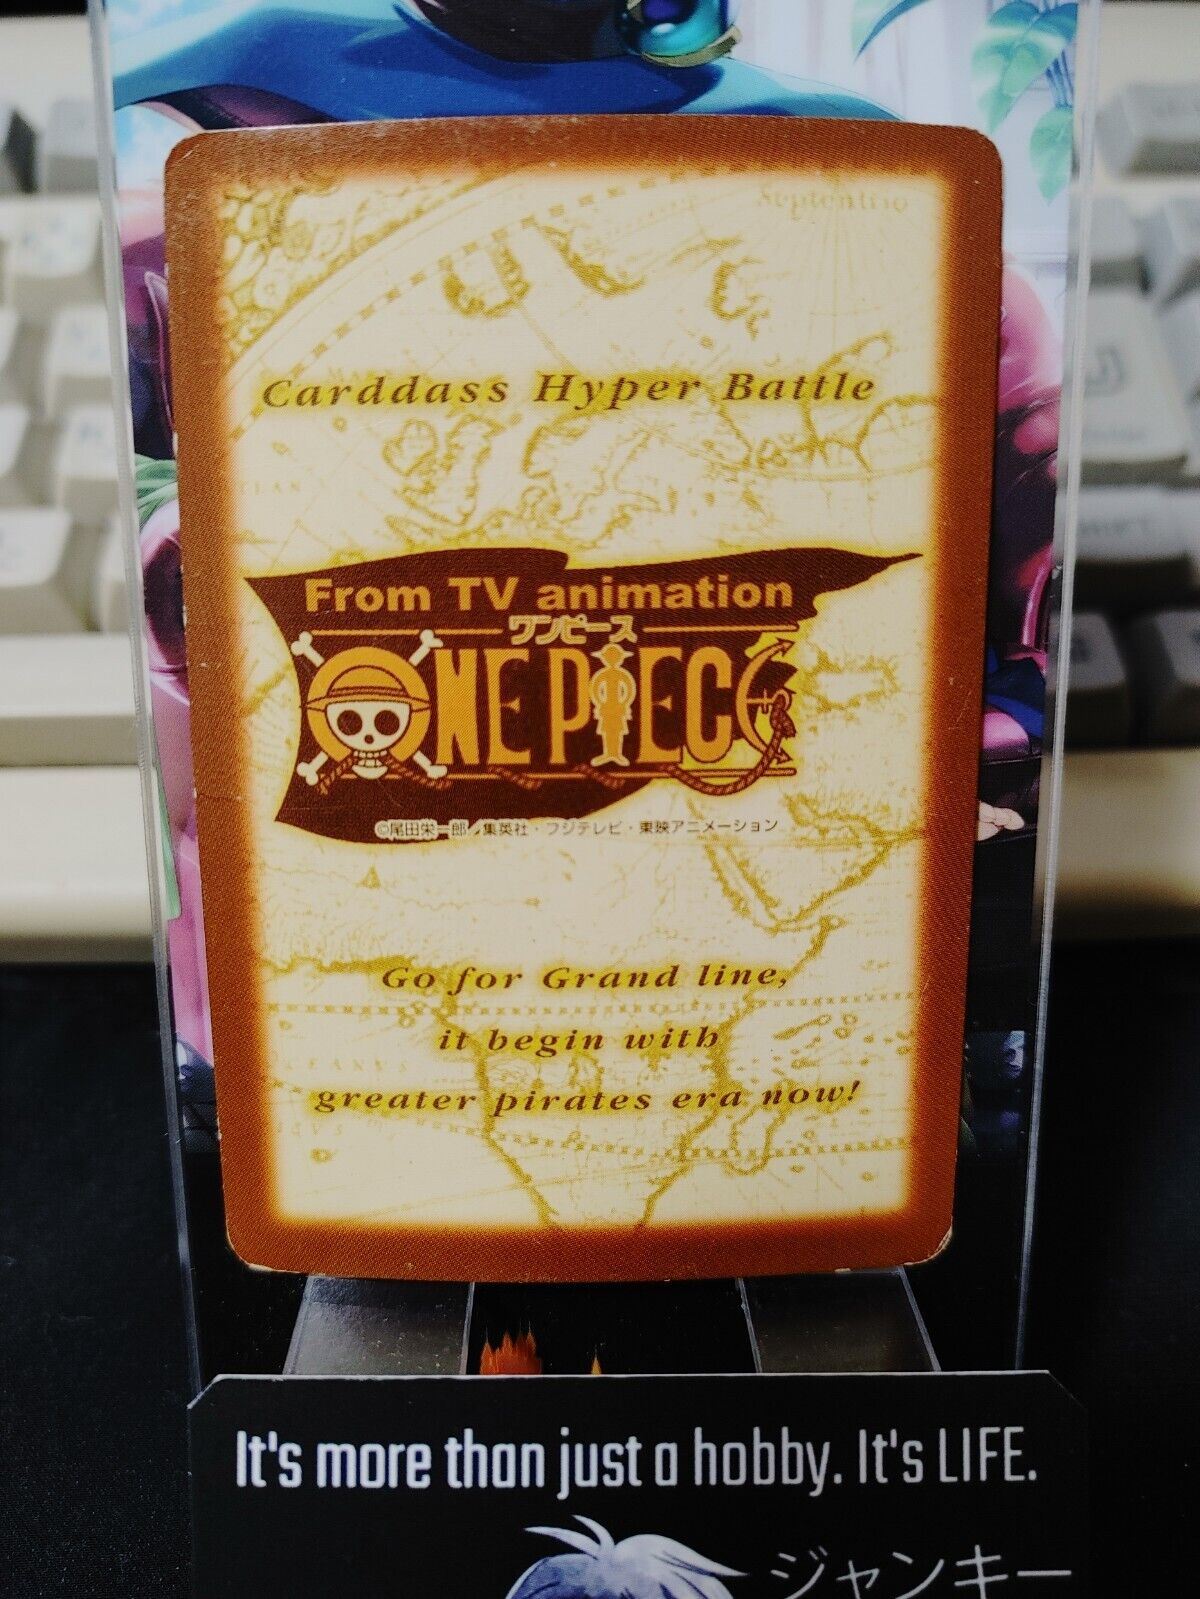 Septentrio
Carddass Hyper Battle
From TV animation
ワンピース
ONE PIECE
©尾田栄一郎／集英社・フジテレビ・東映アニメーション
Go for Grand line,
it begin with
greater pirates era now!
It's more than just a hobby. It's LIFE.
ジャンキー